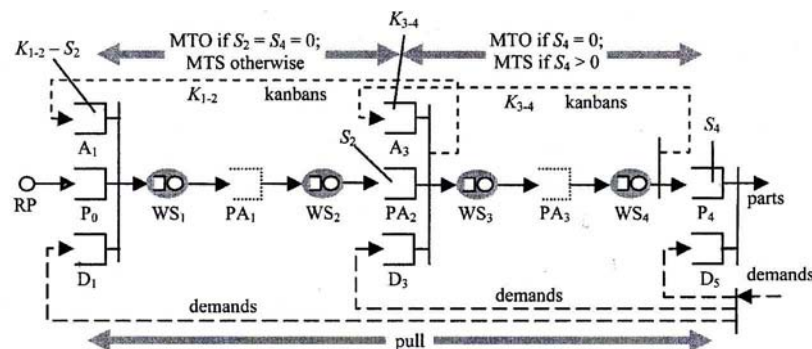 K3-4
K1-2 – S2
MTO if S2 = S4 = 0;
MTS otherwise
MTO if S4 = 0;
MTS if S4 > 0
K1-2 kanbans
K3-4 kanbans
A1
A3
S2
S4
RP
P0
WS1
PA1
WS2
PA2
WS3
PA3
WS4
P4
parts
D1
D3
D5
demands
demands
demands
pull